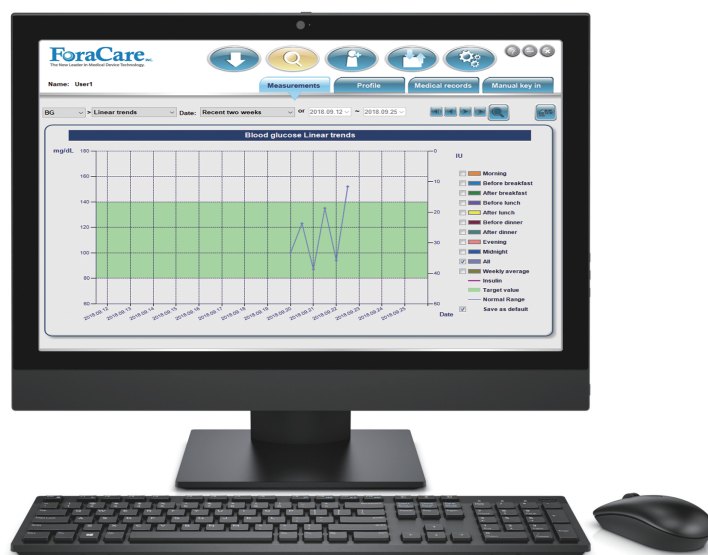 ForaCare INC.
The New Leader in Medical Device Technology
Name: User1
Measurements Profile Medical records Manual key in
BG > Linear trends Date: Recent two weeks or 2018.09.12 ~ 2018.09.25
Blood glucose Linear trends
mg/dL
180
160
140
120
100
80
60
2018.09.12 2018.09.13 2018.09.14 2018.09.15 2018.09.16 2018.09.17 2018.09.18 2018.09.19 2018.09.20 2018.09.21 2018.09.22 2018.09.23 2018.09.24 2018.09.25
Date
0
10
20
30
40
50
IU
Morning
Before breakfast
After breakfast
Before lunch
After lunch
Before dinner
After dinner
Evening
Midnight
All
Weekly average
Insulin
Target value
Normal Range
Save as default